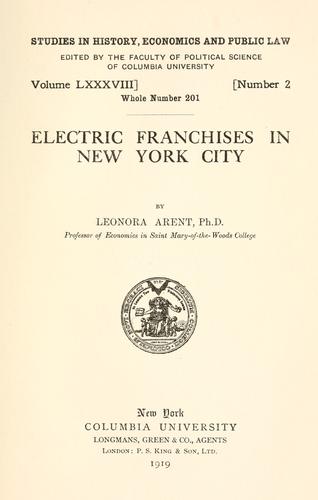 STUDIES IN HISTORY, ECONOMICS AND PUBLIC LAW
EDITED BY THE FACULTY OF POLITICAL SCIENCE
OF COLUMBIA UNIVERSITY
Volume LXXXVIII] [Number 2
Whole Number 201
ELECTRIC FRANCHISES IN
NEW YORK CITY
BY
LEONORA ARENT, Ph.D.
Professor of Economics in Saint Mary-of-the-Woods College
New York
COLUMBIA UNIVERSITY
LONGMANS, GREEN & CO., AGENTS
LONDON: P. S. KING & SON, LTD.
1919